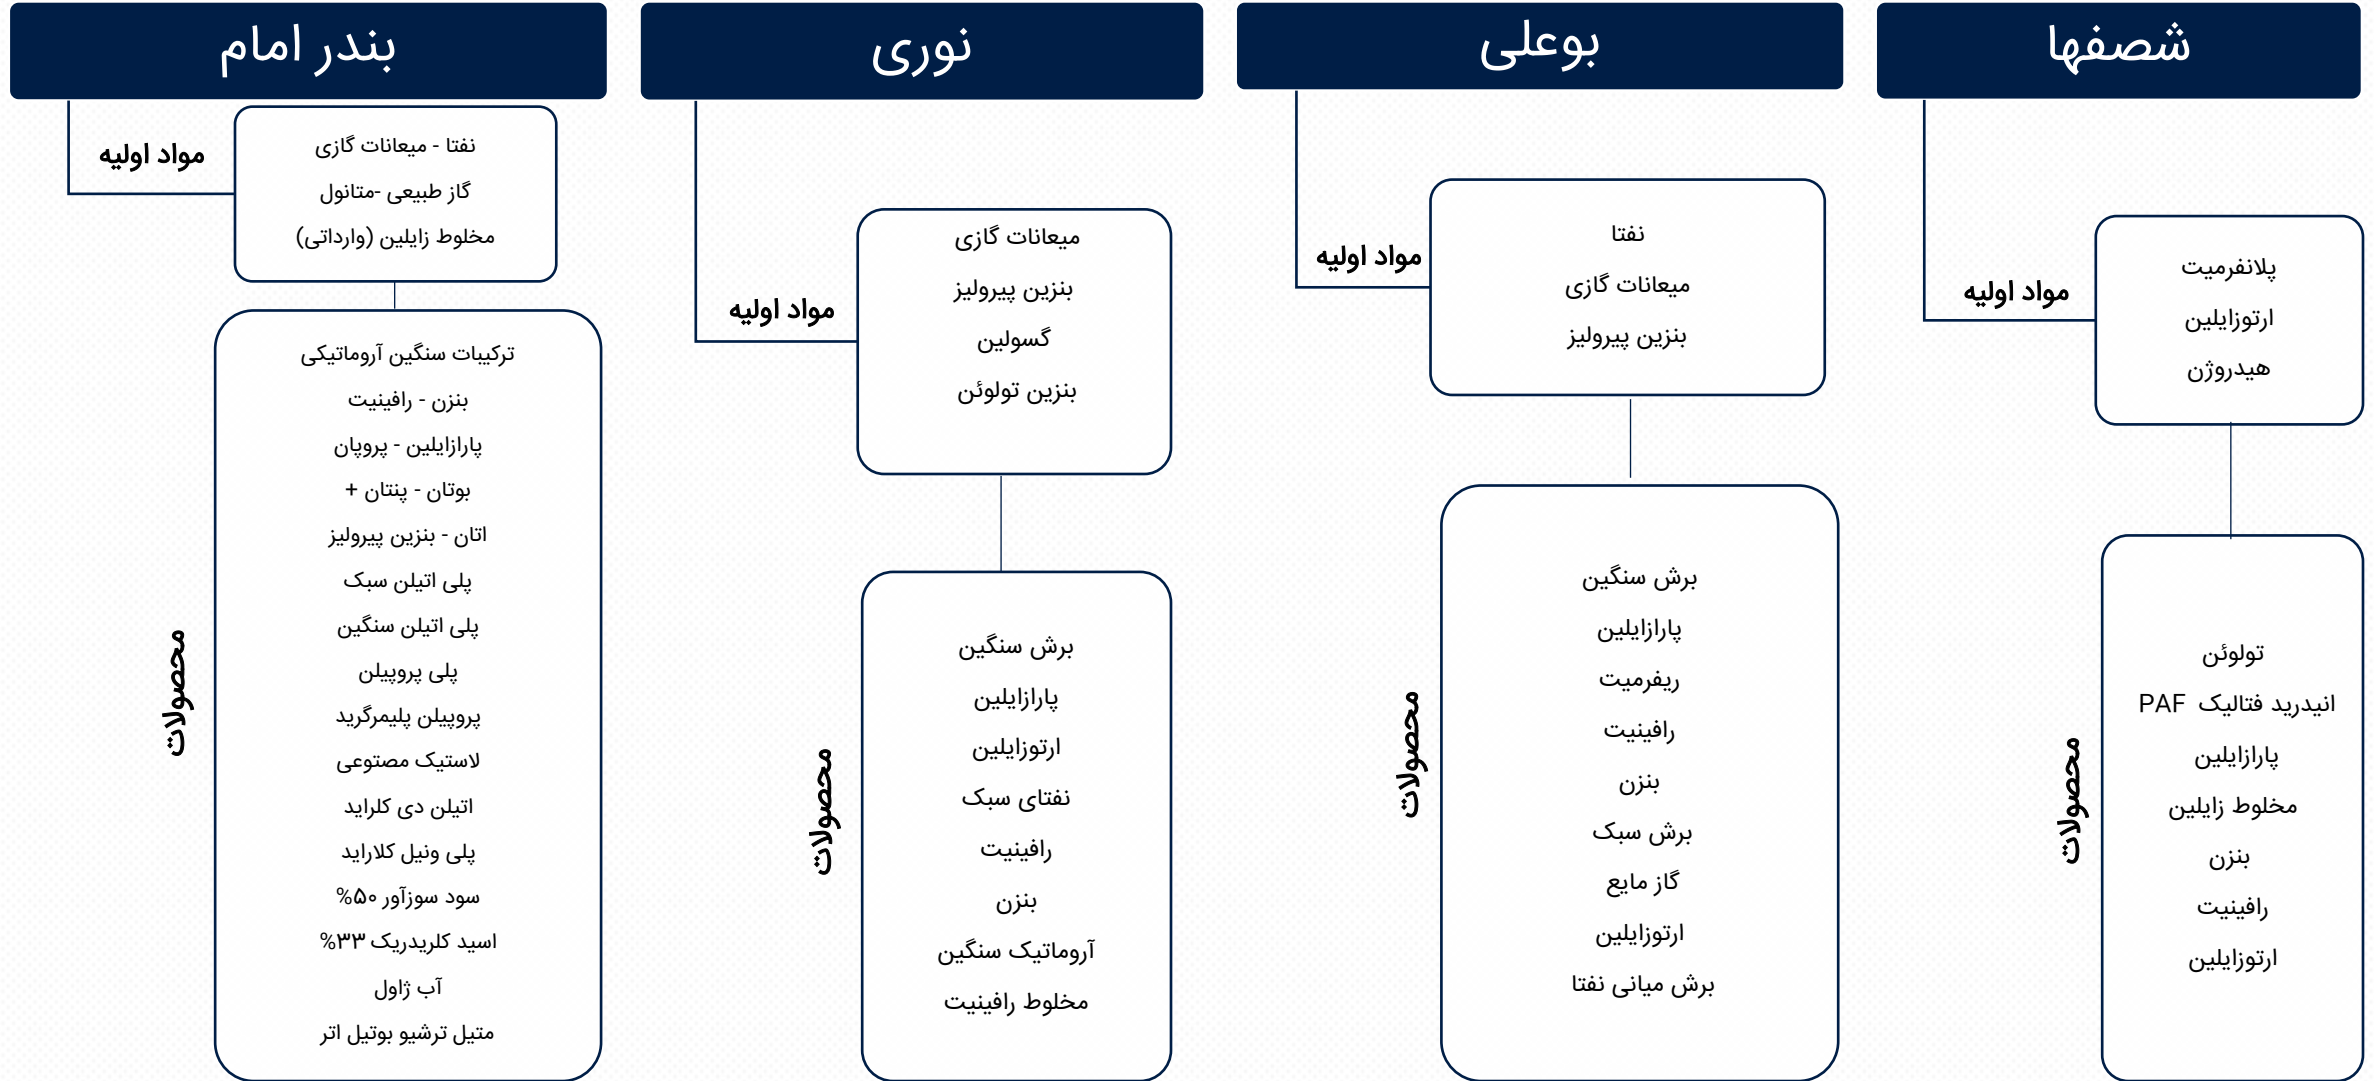 شصفها
مواد اولیه
پلانفرمیت
ارتوزایلین
هیدروژن
محصولات
تولوئن
انیدرید فتالیک PAF
پارازایلین
مخلوط زایلین
بنزن
رافینیت
ارتوزایلین
بوعلی
مواد اولیه
نفتا
میعانات گازی
بنزین پیرولیز
محصولات
برش سنگین
پارازایلین
ریفرمیت
رافینیت
بنزن
برش سبک
گاز مایع
ارتوزایلین
برش میانی نفتا
نوری
مواد اولیه
میعانات گازی
بنزین پیرولیز
گسولین
بنزین تولوئن
محصولات
برش سنگین
پارازایلین
ارتوزایلین
نفتای سبک
رافینیت
بنزن
آروماتیک سنگین
مخلوط رافینیت
بندر امام
مواد اولیه
نفتا - میعانات گازی
گاز طبیعی -متانول
مخلوط زایلین (وارداتی)
محصولات
ترکیبات سنگین آروماتیکی
بنزن - رافینیت
پارازایلین - پروپان
بوتان - پنتان +
اتان - بنزین پیرولیز
پلی اتیلن سبک
پلی اتیلن سنگین
پلی پروپیلن
پروپیلن پلیمرگرید
لاستیک مصتوعی
اتیلن دی کلراید
پلی ونیل کلاراید
سود سوزآور ۵۰%
اسید کلریدریک ۳۳%
آب ژاول
متیل ترشیو بوتیل اتر